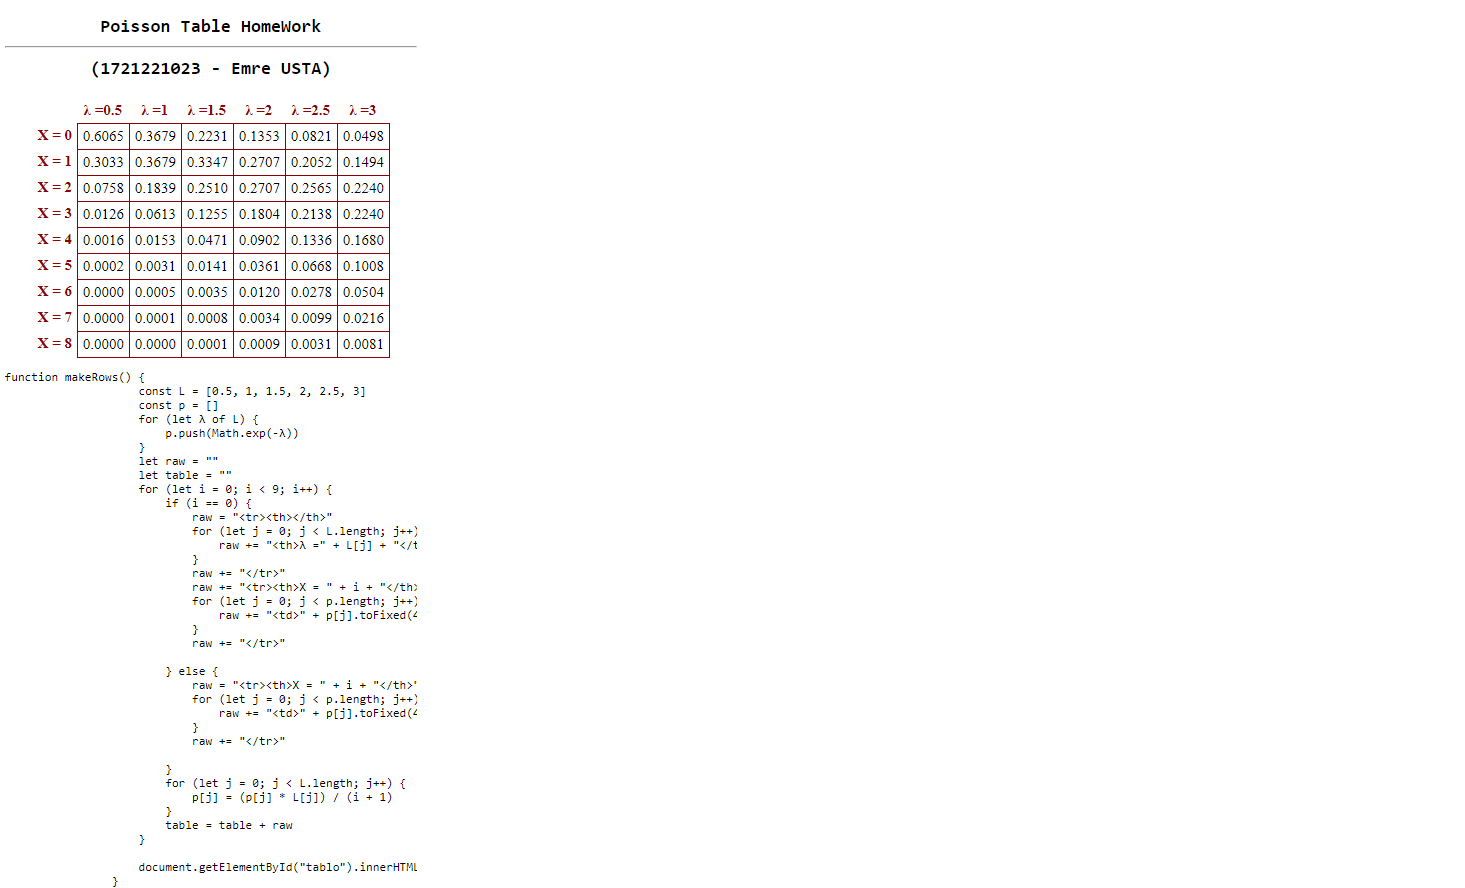 Poisson Table HomeWork
(1721221023 - Emre USTA)
λ =0.5 λ =1 λ =1.5 λ =2 λ =2.5 λ =3
X = 0 0.6065 0.3679 0.2231 0.1353 0.0821 0.0498
X = 1 0.3033 0.3679 0.3347 0.2707 0.2052 0.1494
X = 2 0.0758 0.1839 0.2510 0.2707 0.2565 0.2240
X = 3 0.0126 0.0613 0.1255 0.1804 0.2138 0.2240
X = 4 0.0016 0.0153 0.0471 0.0902 0.1336 0.1680
X = 5 0.0002 0.0031 0.0141 0.0361 0.0668 0.1008
X = 6 0.0000 0.0005 0.0035 0.0120 0.0278 0.0504
X = 7 0.0000 0.0001 0.0008 0.0034 0.0099 0.0216
X = 8 0.0000 0.0000 0.0001 0.0009 0.0031 0.0081
function makeRows() {
const L = [0.5, 1, 1.5, 2, 2.5, 3]
const p = []
for (let λ of L) {
p.push(Math.exp(-λ))
}
let raw = ""
let table = ""
for (let i = 0; i < 9; i++) {
if (i == 0) {
raw = "<tr><th></th>"
for (let j = 0; j < L.length; j++)
raw += "<th>λ =" + L[j] + "</t
}
raw += "</tr>"
raw += "<tr><th>X = " + i + "</th>
for (let j = 0; j < p.length; j++)
raw += "<td>" + p[j].toFixed(4
}
raw += "</tr>"
} else {
raw = "<tr><th>X = " + i + "</th>"
for (let j = 0; j < p.length; j++)
raw += "<td>" + p[j].toFixed(4
}
raw += "</tr>"
}
for (let j = 0; j < L.length; j++) {
p[j] = (p[j] * L[j]) / (i + 1)
}
table = table + raw
}
document.getElementById("tablo").innerHTML
}